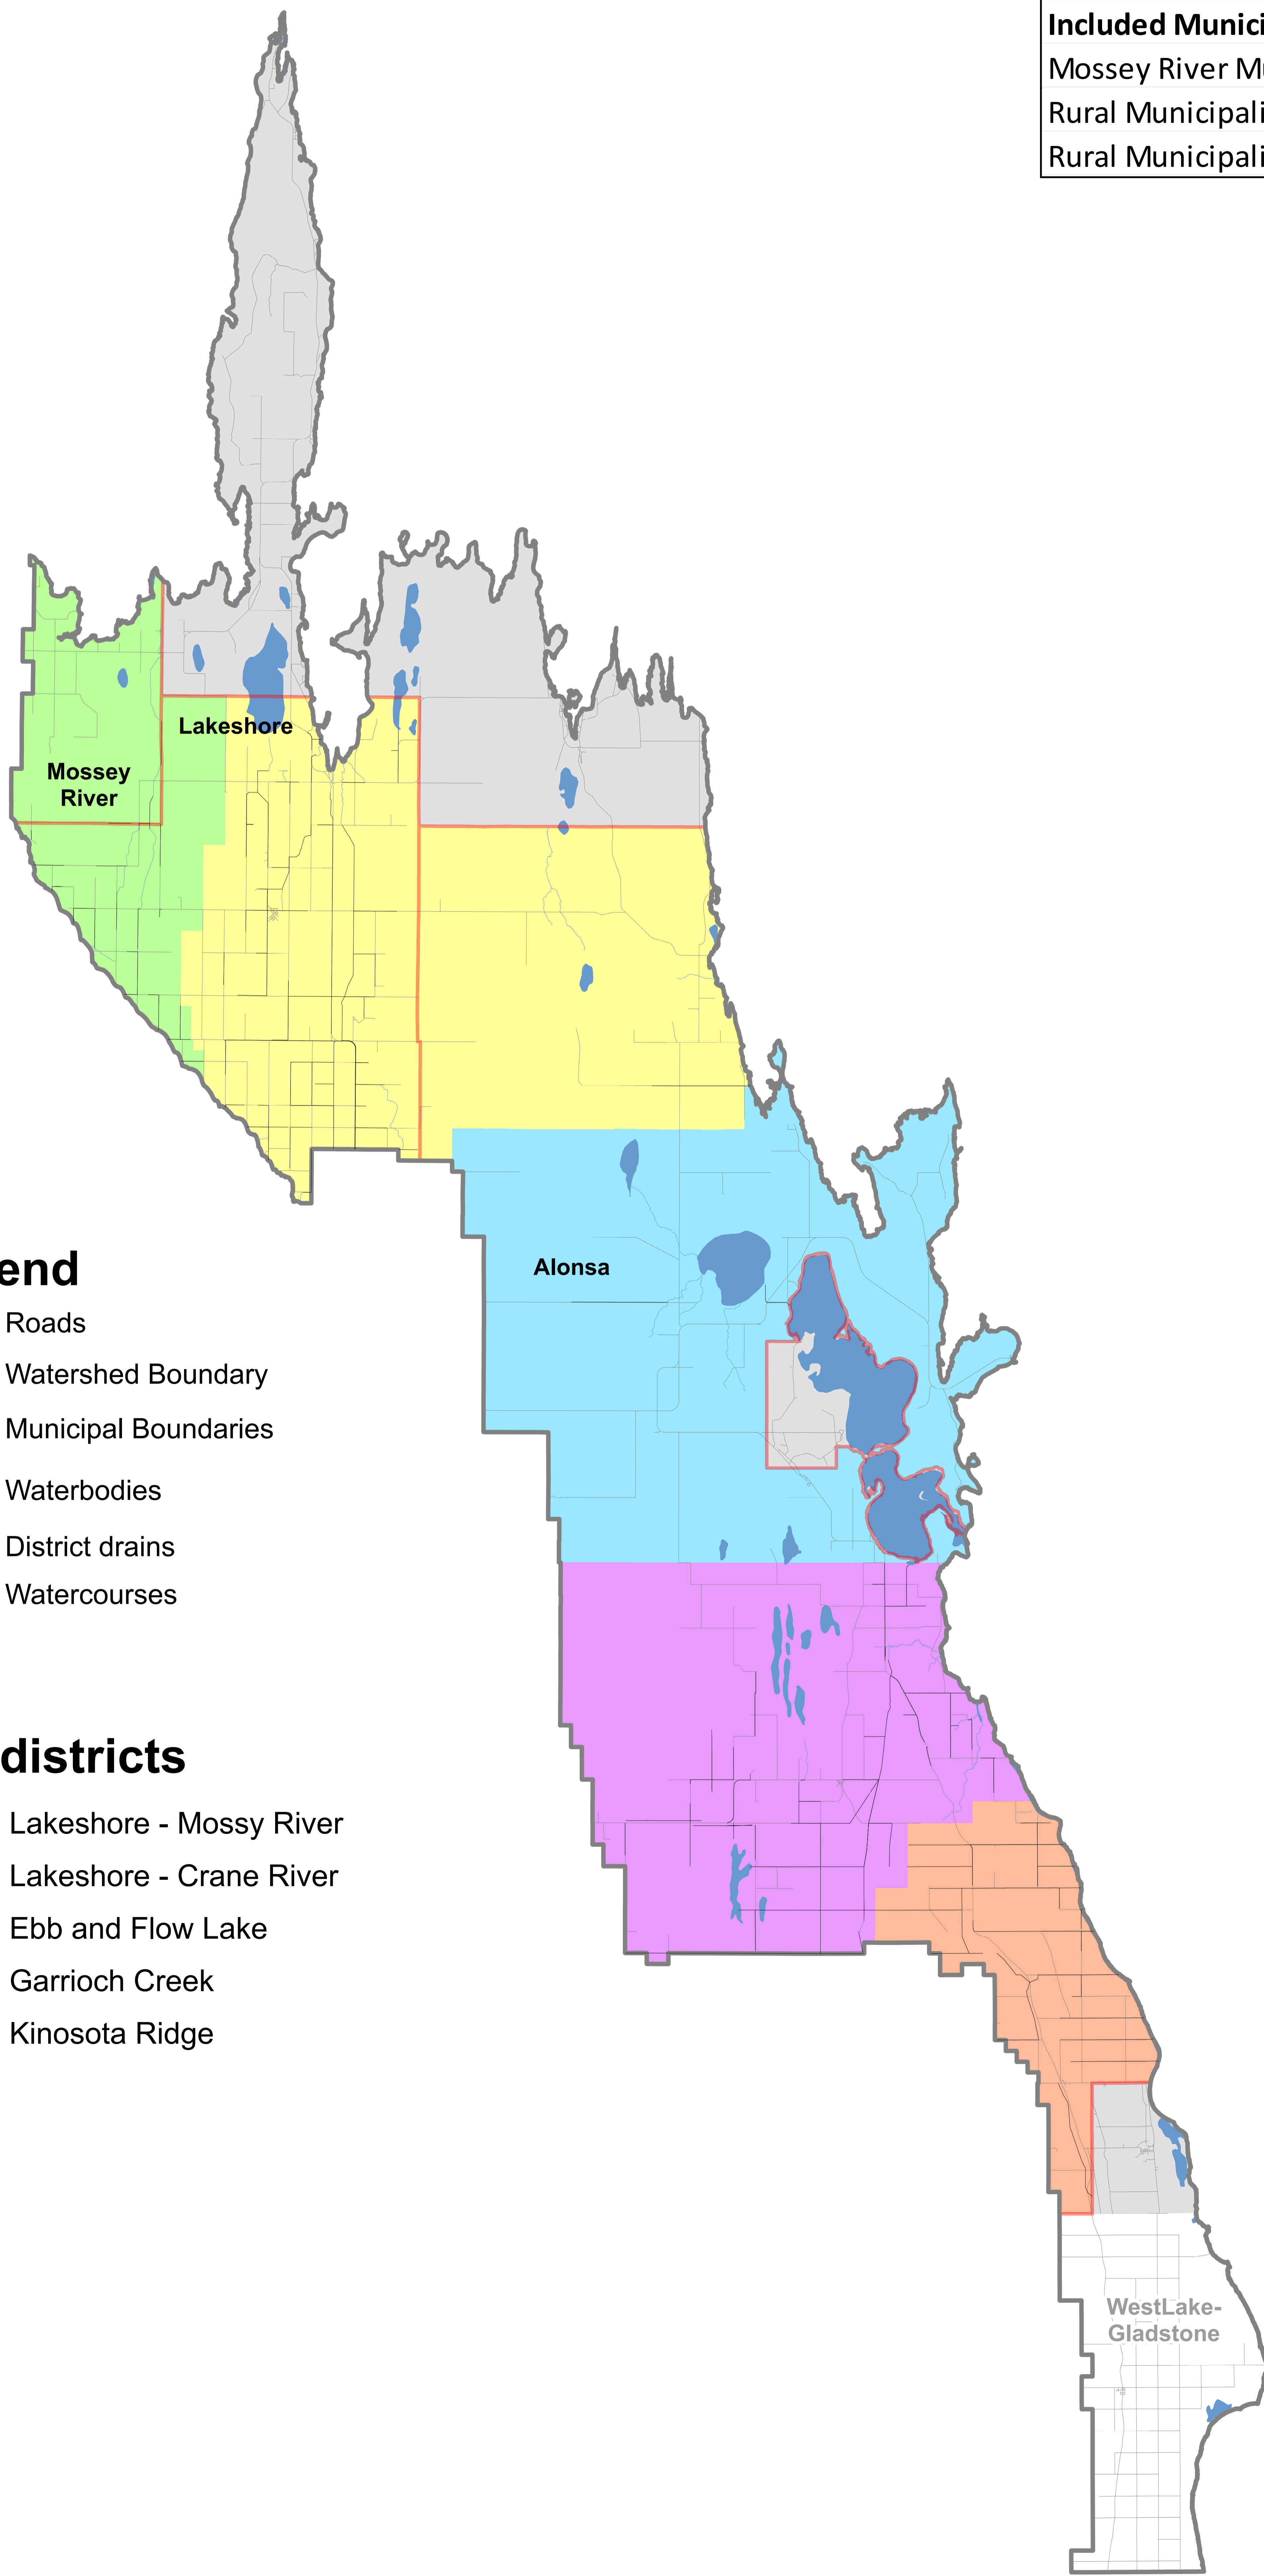 Included Munici
Mossey River Mu
Rural Municipali
Rural Municipali
Lakeshore
Mossey
River
Alonsa
end
Roads
Watershed Boundary
Municipal Boundaries
Waterbodies
District drains
Watercourses
districts
Lakeshore - Mossy River
Lakeshore - Crane River
Ebb and Flow Lake
Garrioch Creek
Kinosota Ridge
WestLake-
Gladstone